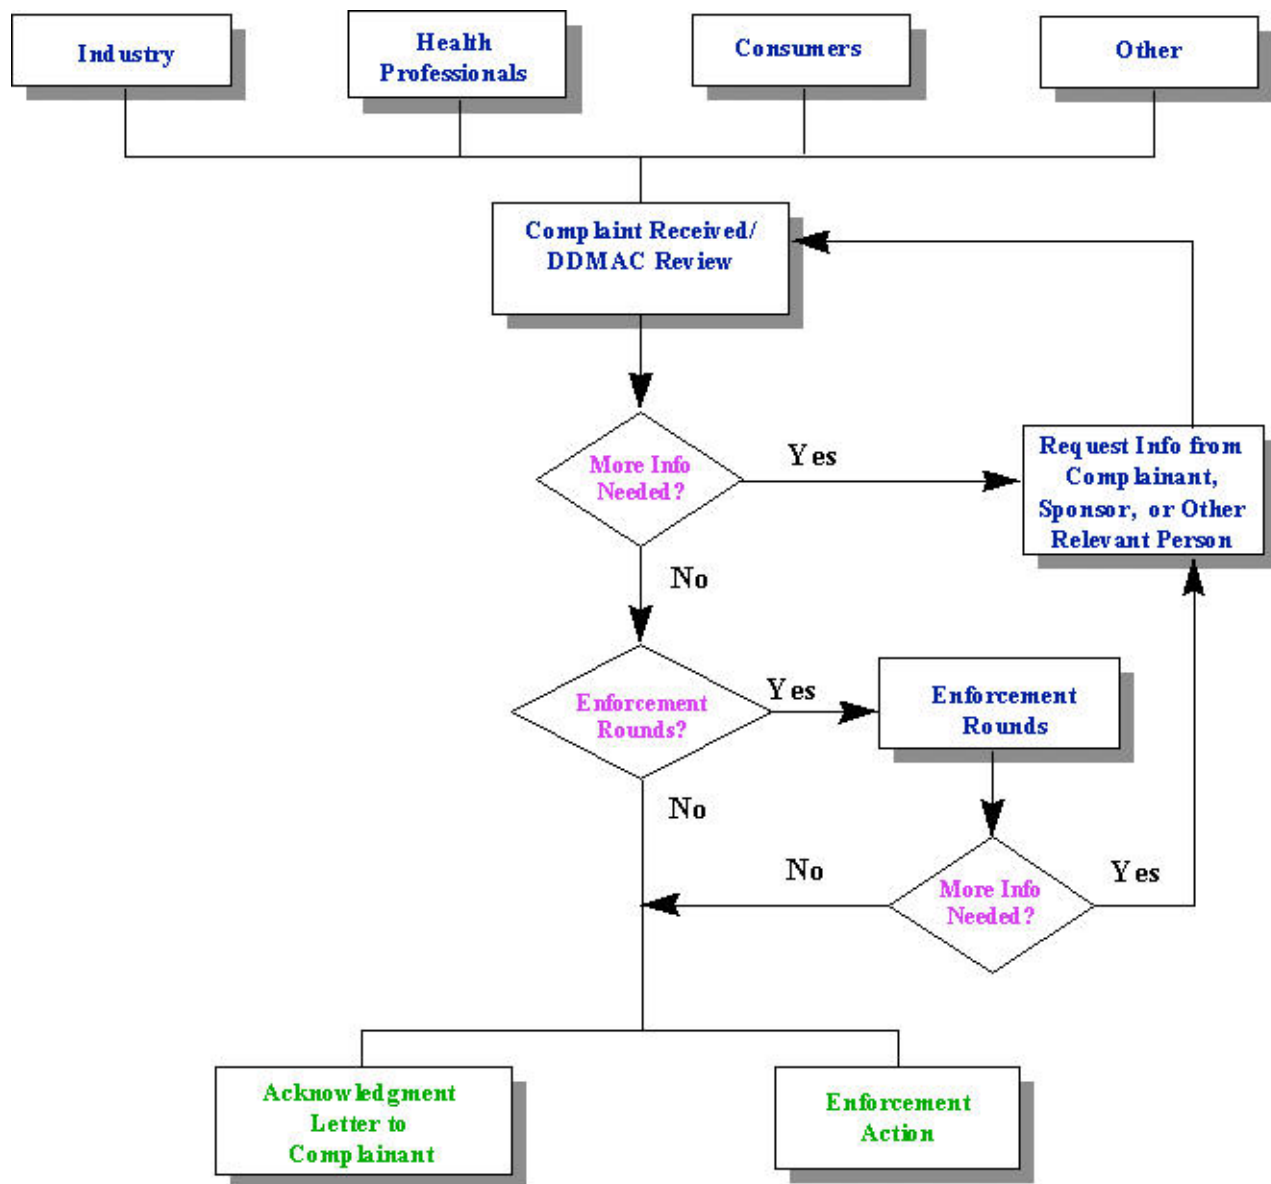 Industry
Health
Professionals
Consumers
Other
Complaint Received/
DDMAC Review
More Info
Needed?
Yes
Request Info from
Complainant,
Sponsor, or Other
Relevant Person
No
Enforcement
Rounds?
Yes
Enforcement
Rounds
No
No
More Info
Needed?
Yes
Acknowledgment
Letter to
Complainant
Enforcement
Action